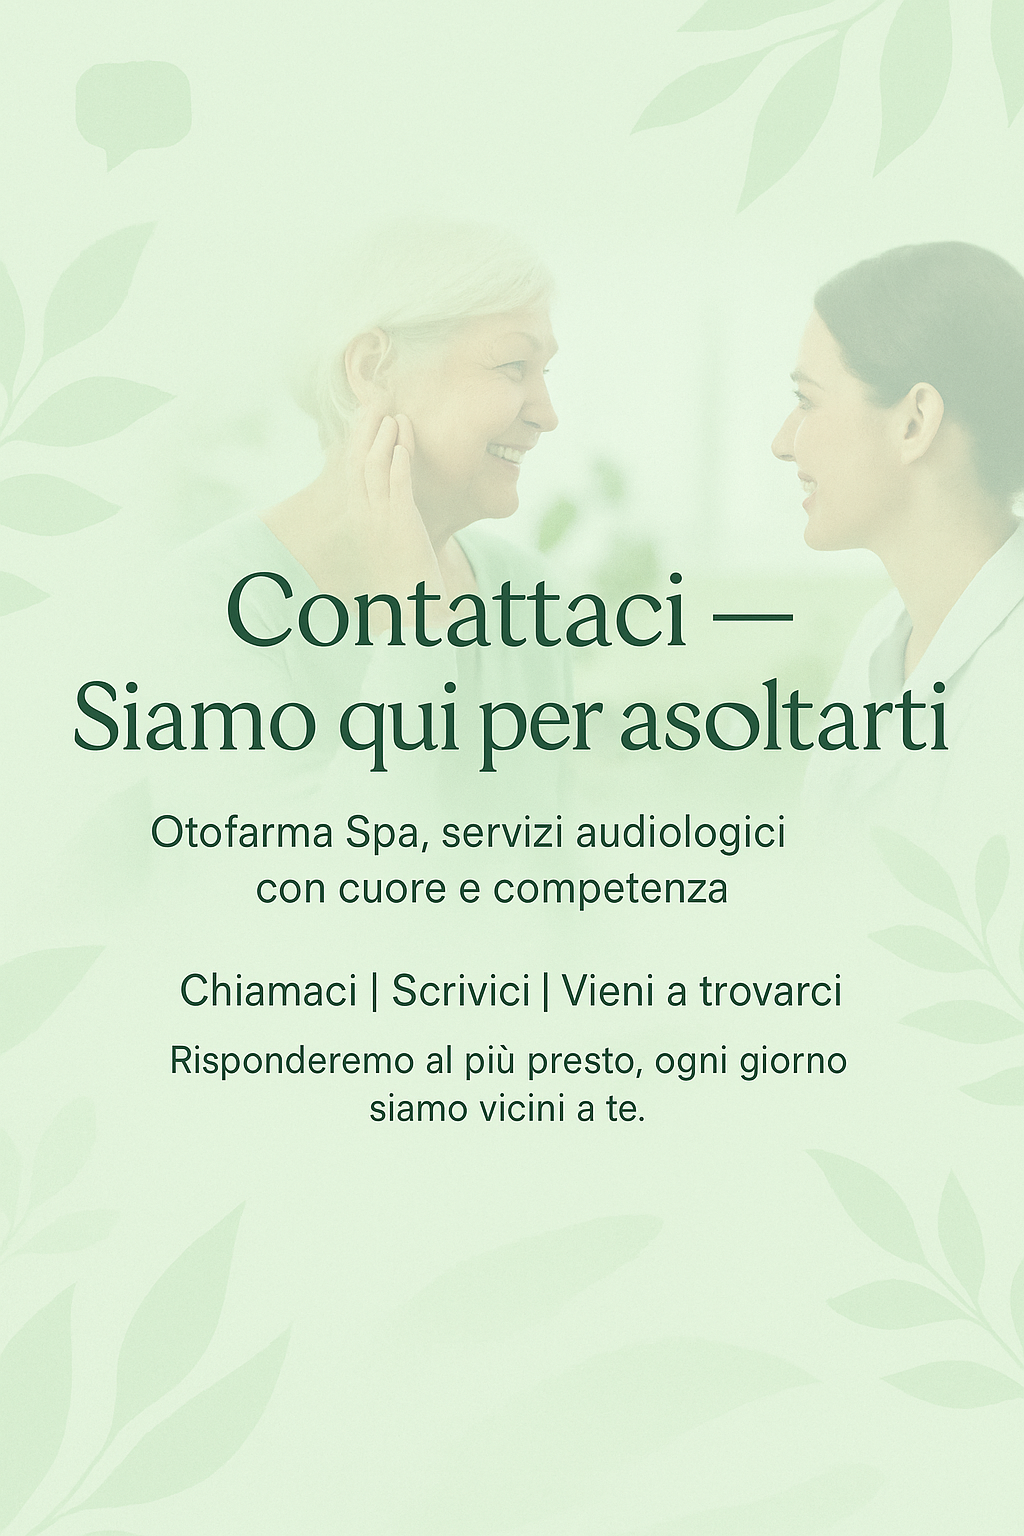 Contattaci —
Siamo qui per asoltarti
Otofarma Spa, servizi audiologici
con cuore e competenza
Chiamaci | Scrivici | Vieni a trovarci
Risponderemo al più presto, ogni giorno
siamo vicini a te.